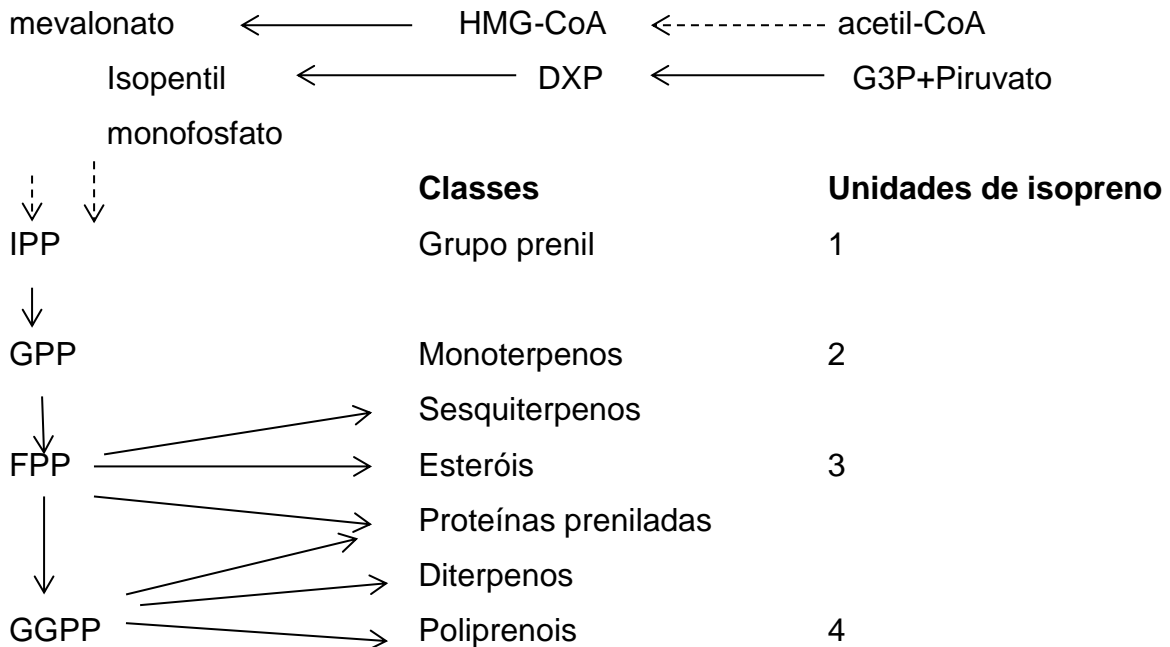 mevalonato HMG-CoA acetil-CoA
Isopentil DXP G3P+Piruvato
monofosfato
Classes Unidades de isopreno
IPP Grupo prenil 1
GPP Monoterpenos 2
Sesquiterpenos
FPP Esteróis 3
Proteínas preniladas
Diterpenos
GGPP Poliprenois 4